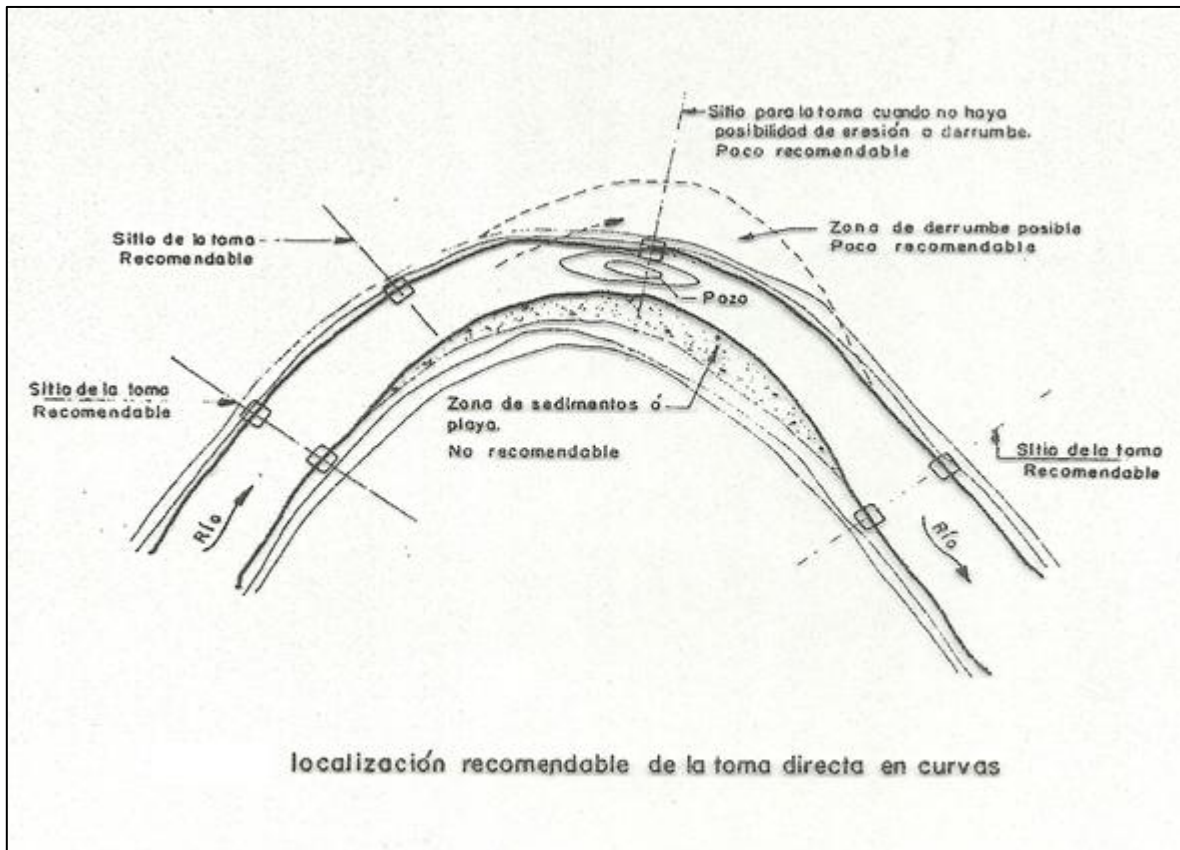 Sitio para la toma cuando no haya
posibilidad de eresión o darrumbe.
Poco recomendable
Sitio de la toma
Recomendable
Zona de derrumbe posible
Poco recomendable
Pozo
Sitio de la toma
Recomendable
Zona de sedimentos ó
playa.
No recomendable
Sitio de la toma
Recomendable
Río
Río
localización recomendable de la toma directa en curvas